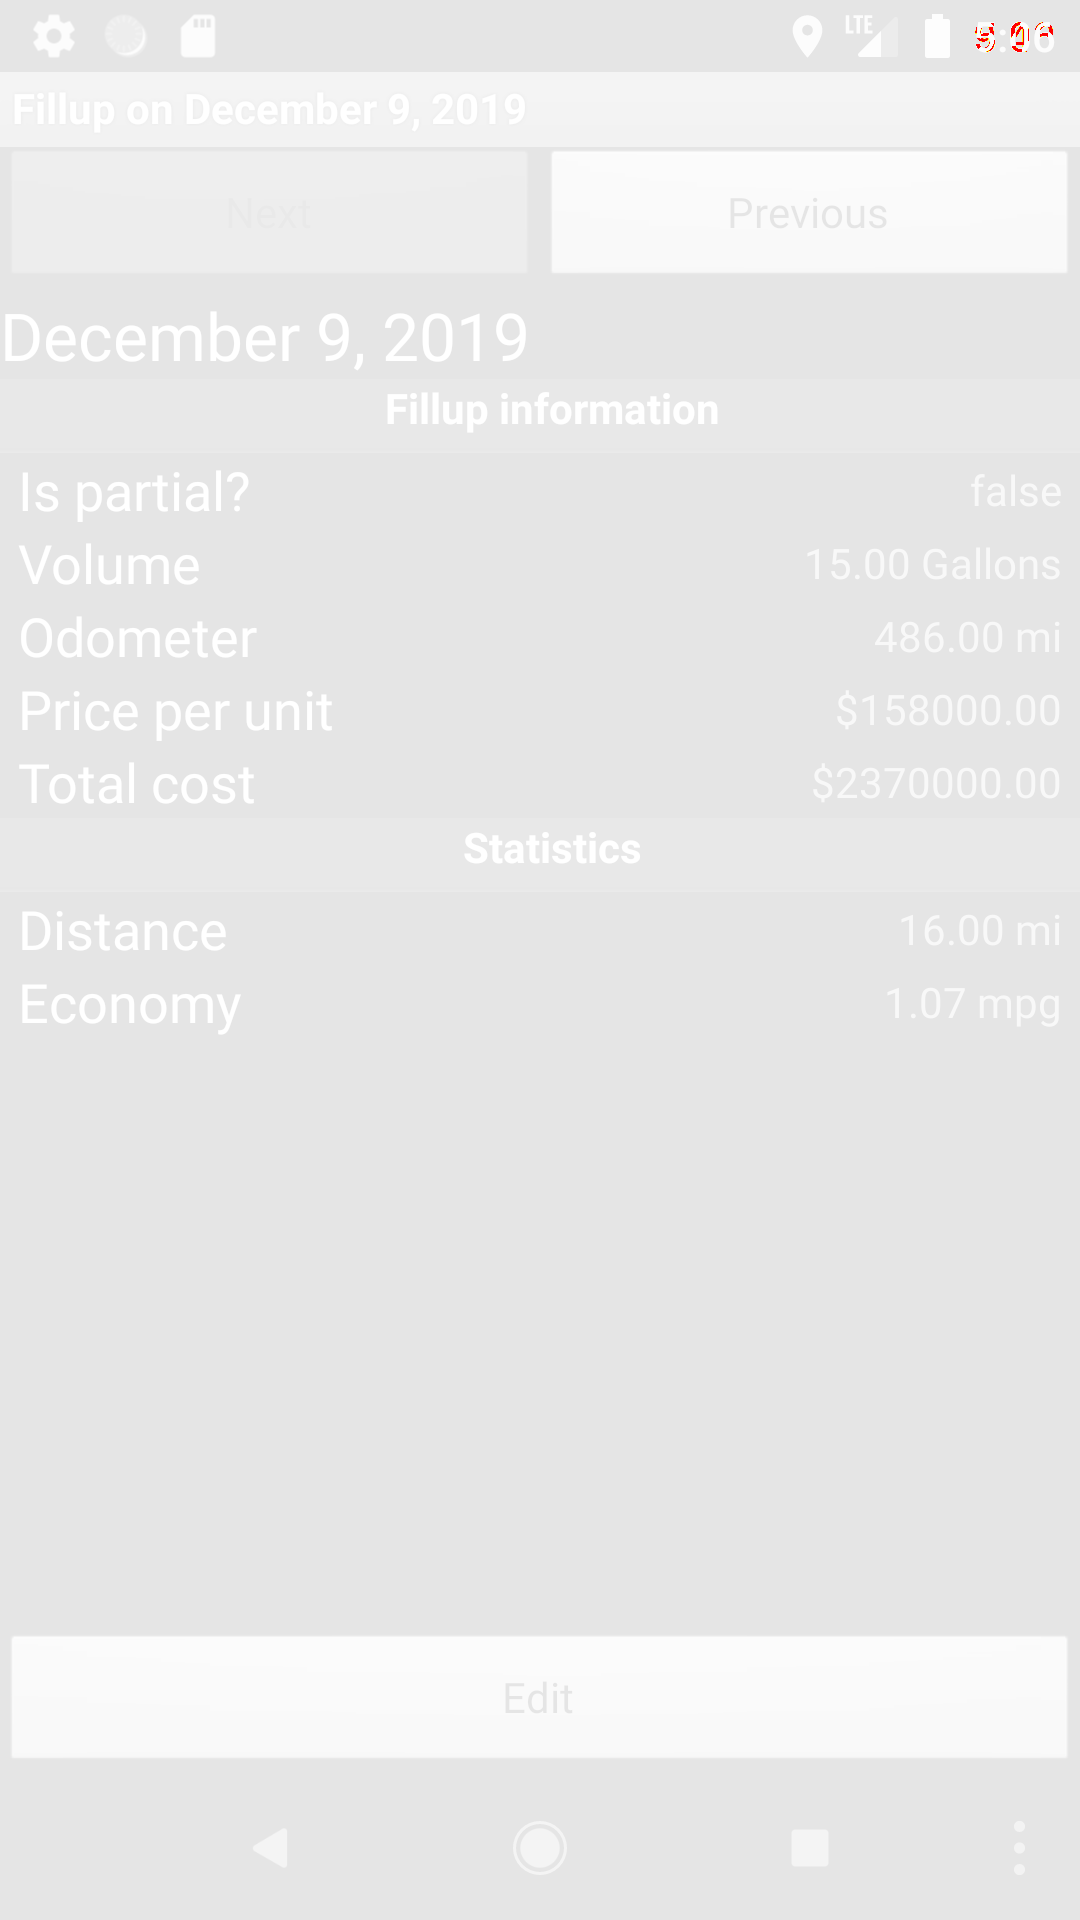 LTE
Fillup on December 9, 2019
Next Previous
December 9, 2019
Fillup information
Is partial? false
Volume 15.00 Gallons
Odometer 486.00 mi
Price per unit $158000.00
Total cost $2370000.00
Statistics
Distance 16.00 mi
Economy 1.07 mpg
Edit